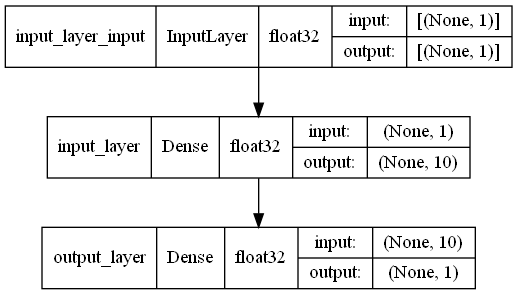 input_layer_input InputLayer float32 input: [(None, 1)]
output: [(None, 1)]
input_layer Dense float32 input: (None, 1)
output: (None, 10)
output_layer Dense float32 input: (None, 10)
output: (None, 1)